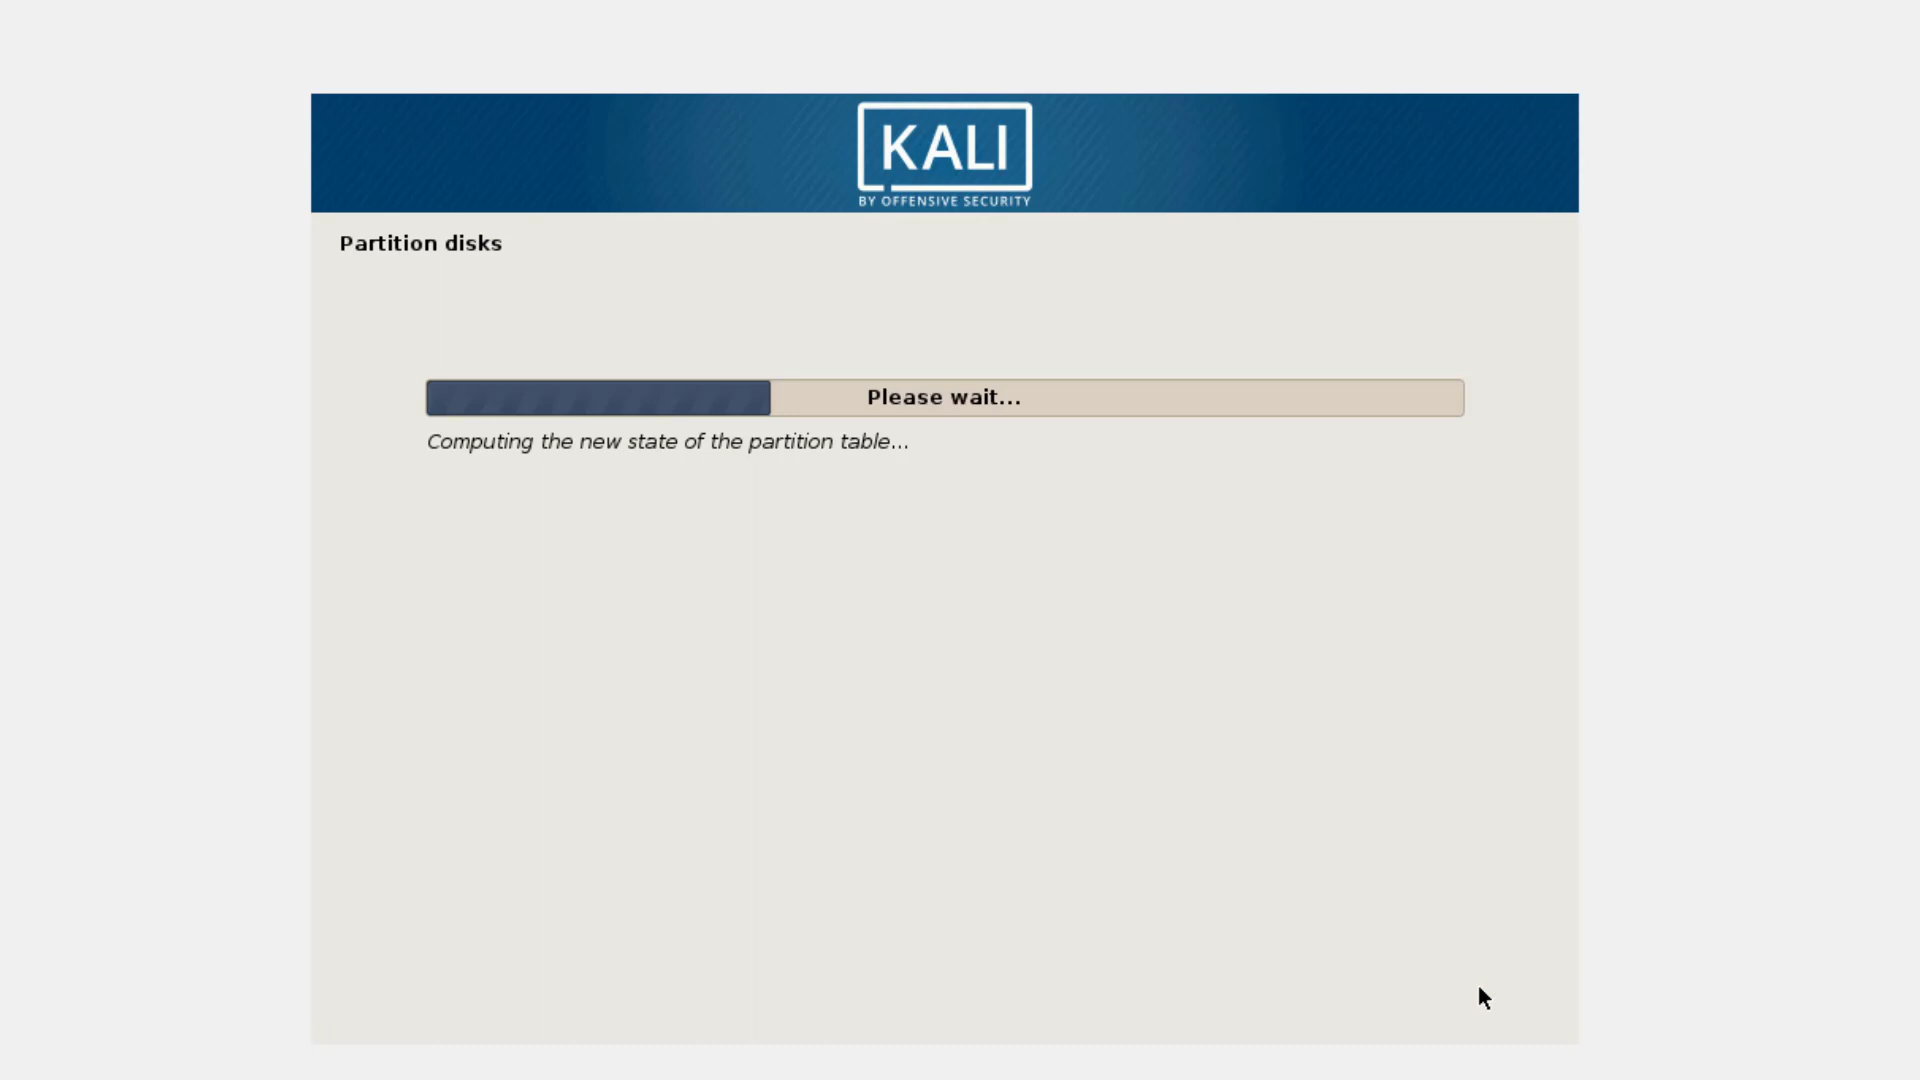 KALI
BY OFFENSIVE SECURITY
Partition disks
Please wait...
Computing the new state of the partition table...